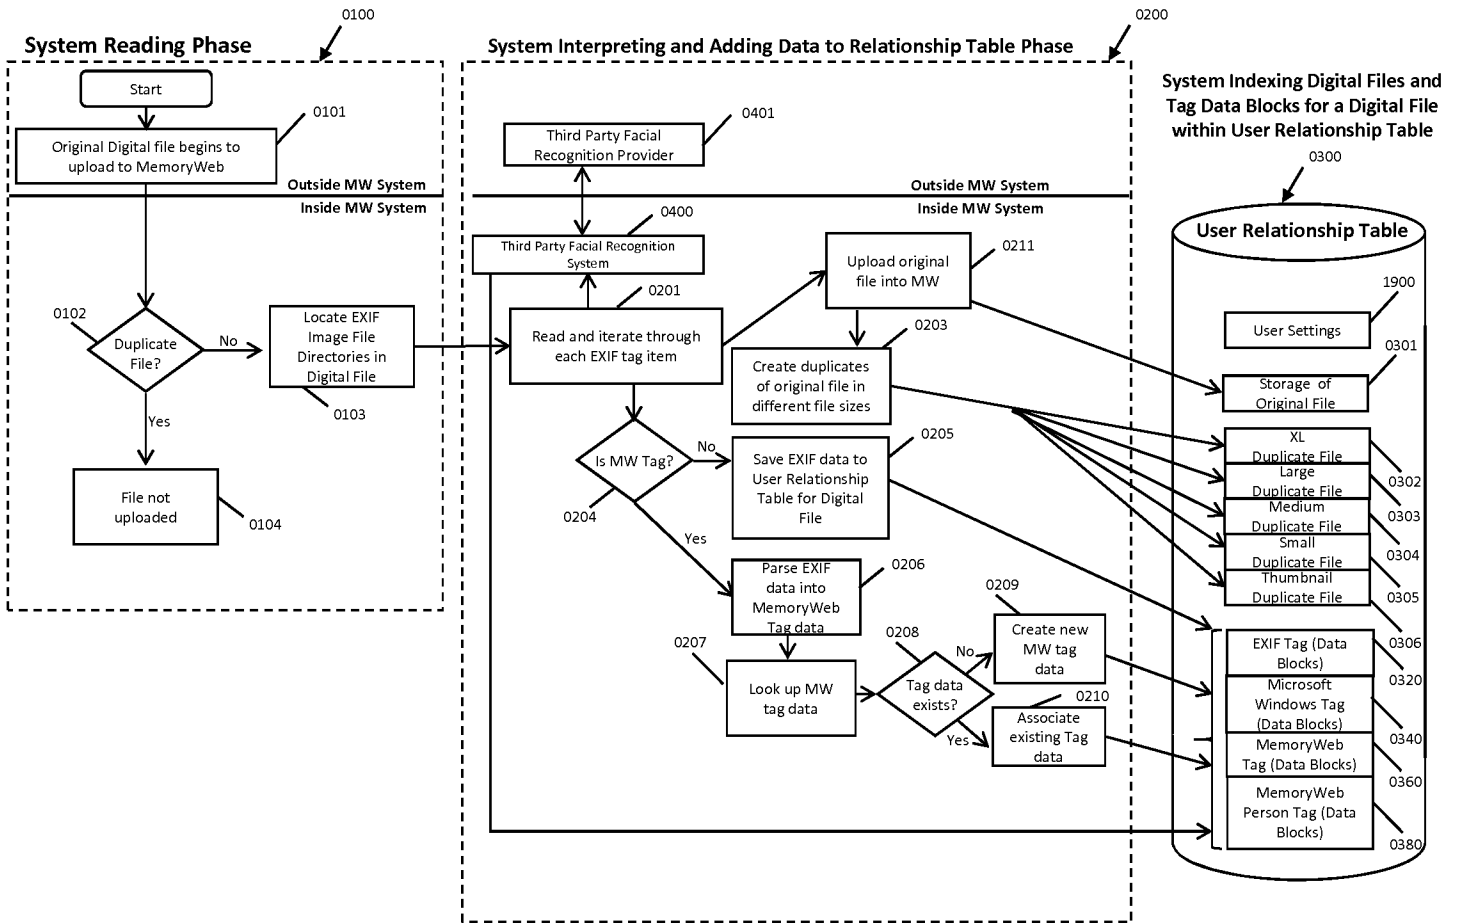 0100
System Reading Phase
Start
0101
Original Digital file begins to
upload to MemoryWeb
Outside MW System
Inside MW System
0102
Duplicate
File?
No
Locate EXIF
Image File
Directories in
Digital File
0103
Yes
File not
uploaded
0104
0200
System Interpreting and Adding Data to Relationship Table Phase
0401
Third Party Facial
Recognition Provider
Outside MW System
Inside MW System
0400
Third Party Facial Recognition
System
0201
Read and iterate through
each EXIF tag item
Upload original
file into MW
0211
0203
Create duplicates
of original file in
different file sizes
Is MW Tag?
0204
No
0205
Save EXIF data to
User Relationship
Table for Digital
File
Yes
Parse EXIF
data into
MemoryWeb
Tag data
0206
0207
Look up MW
tag data
0208
Tag data
exists?
No
0209
Create new
MW tag
data
Yes
0210
Associate
existing Tag
data
System Indexing Digital Files and
Tag Data Blocks for a Digital File
within User Relationship Table
0300
User Relationship Table
1900
User Settings
0301
Storage of
Original File
XL
Duplicate File
0302
Large
Duplicate File
0303
Medium
Duplicate File
0304
Small
Duplicate File
0305
Thumbnail
Duplicate File
0306
EXIF Tag (Data
Blocks)
0320
Microsoft
Windows Tag
(Data Blocks)
0340
MemoryWeb
Tag (Data Blocks)
0360
MemoryWeb
Person Tag (Data
Blocks)
0380